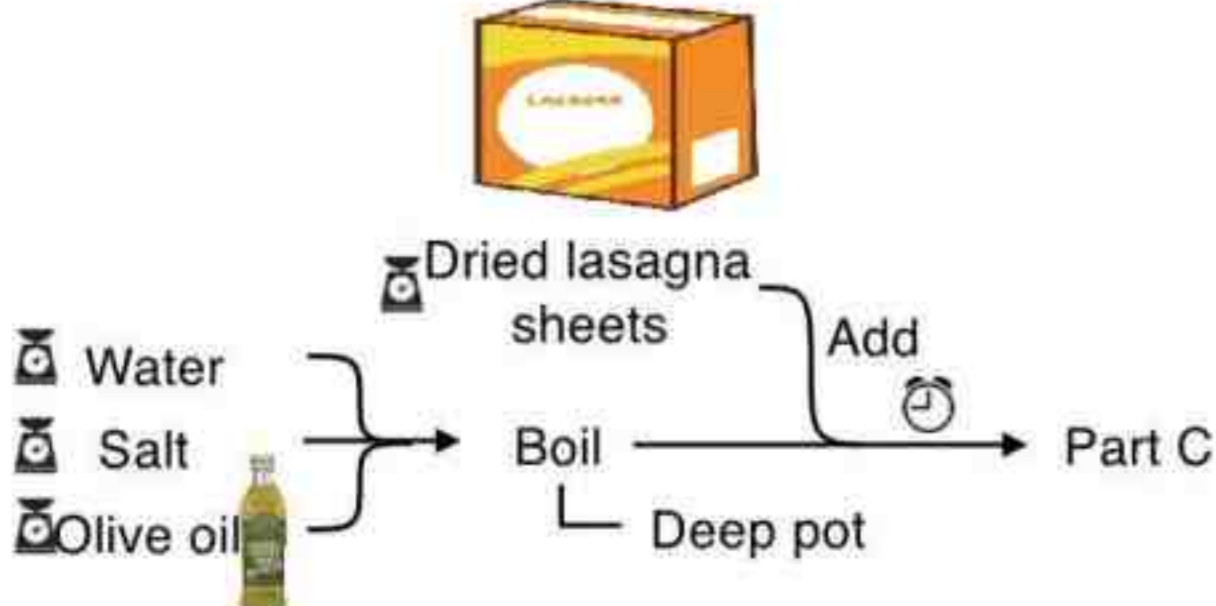 Dried lasagna
sheets
Add
Water
Salt
Olive oil
Boil
Part C
Deep pot